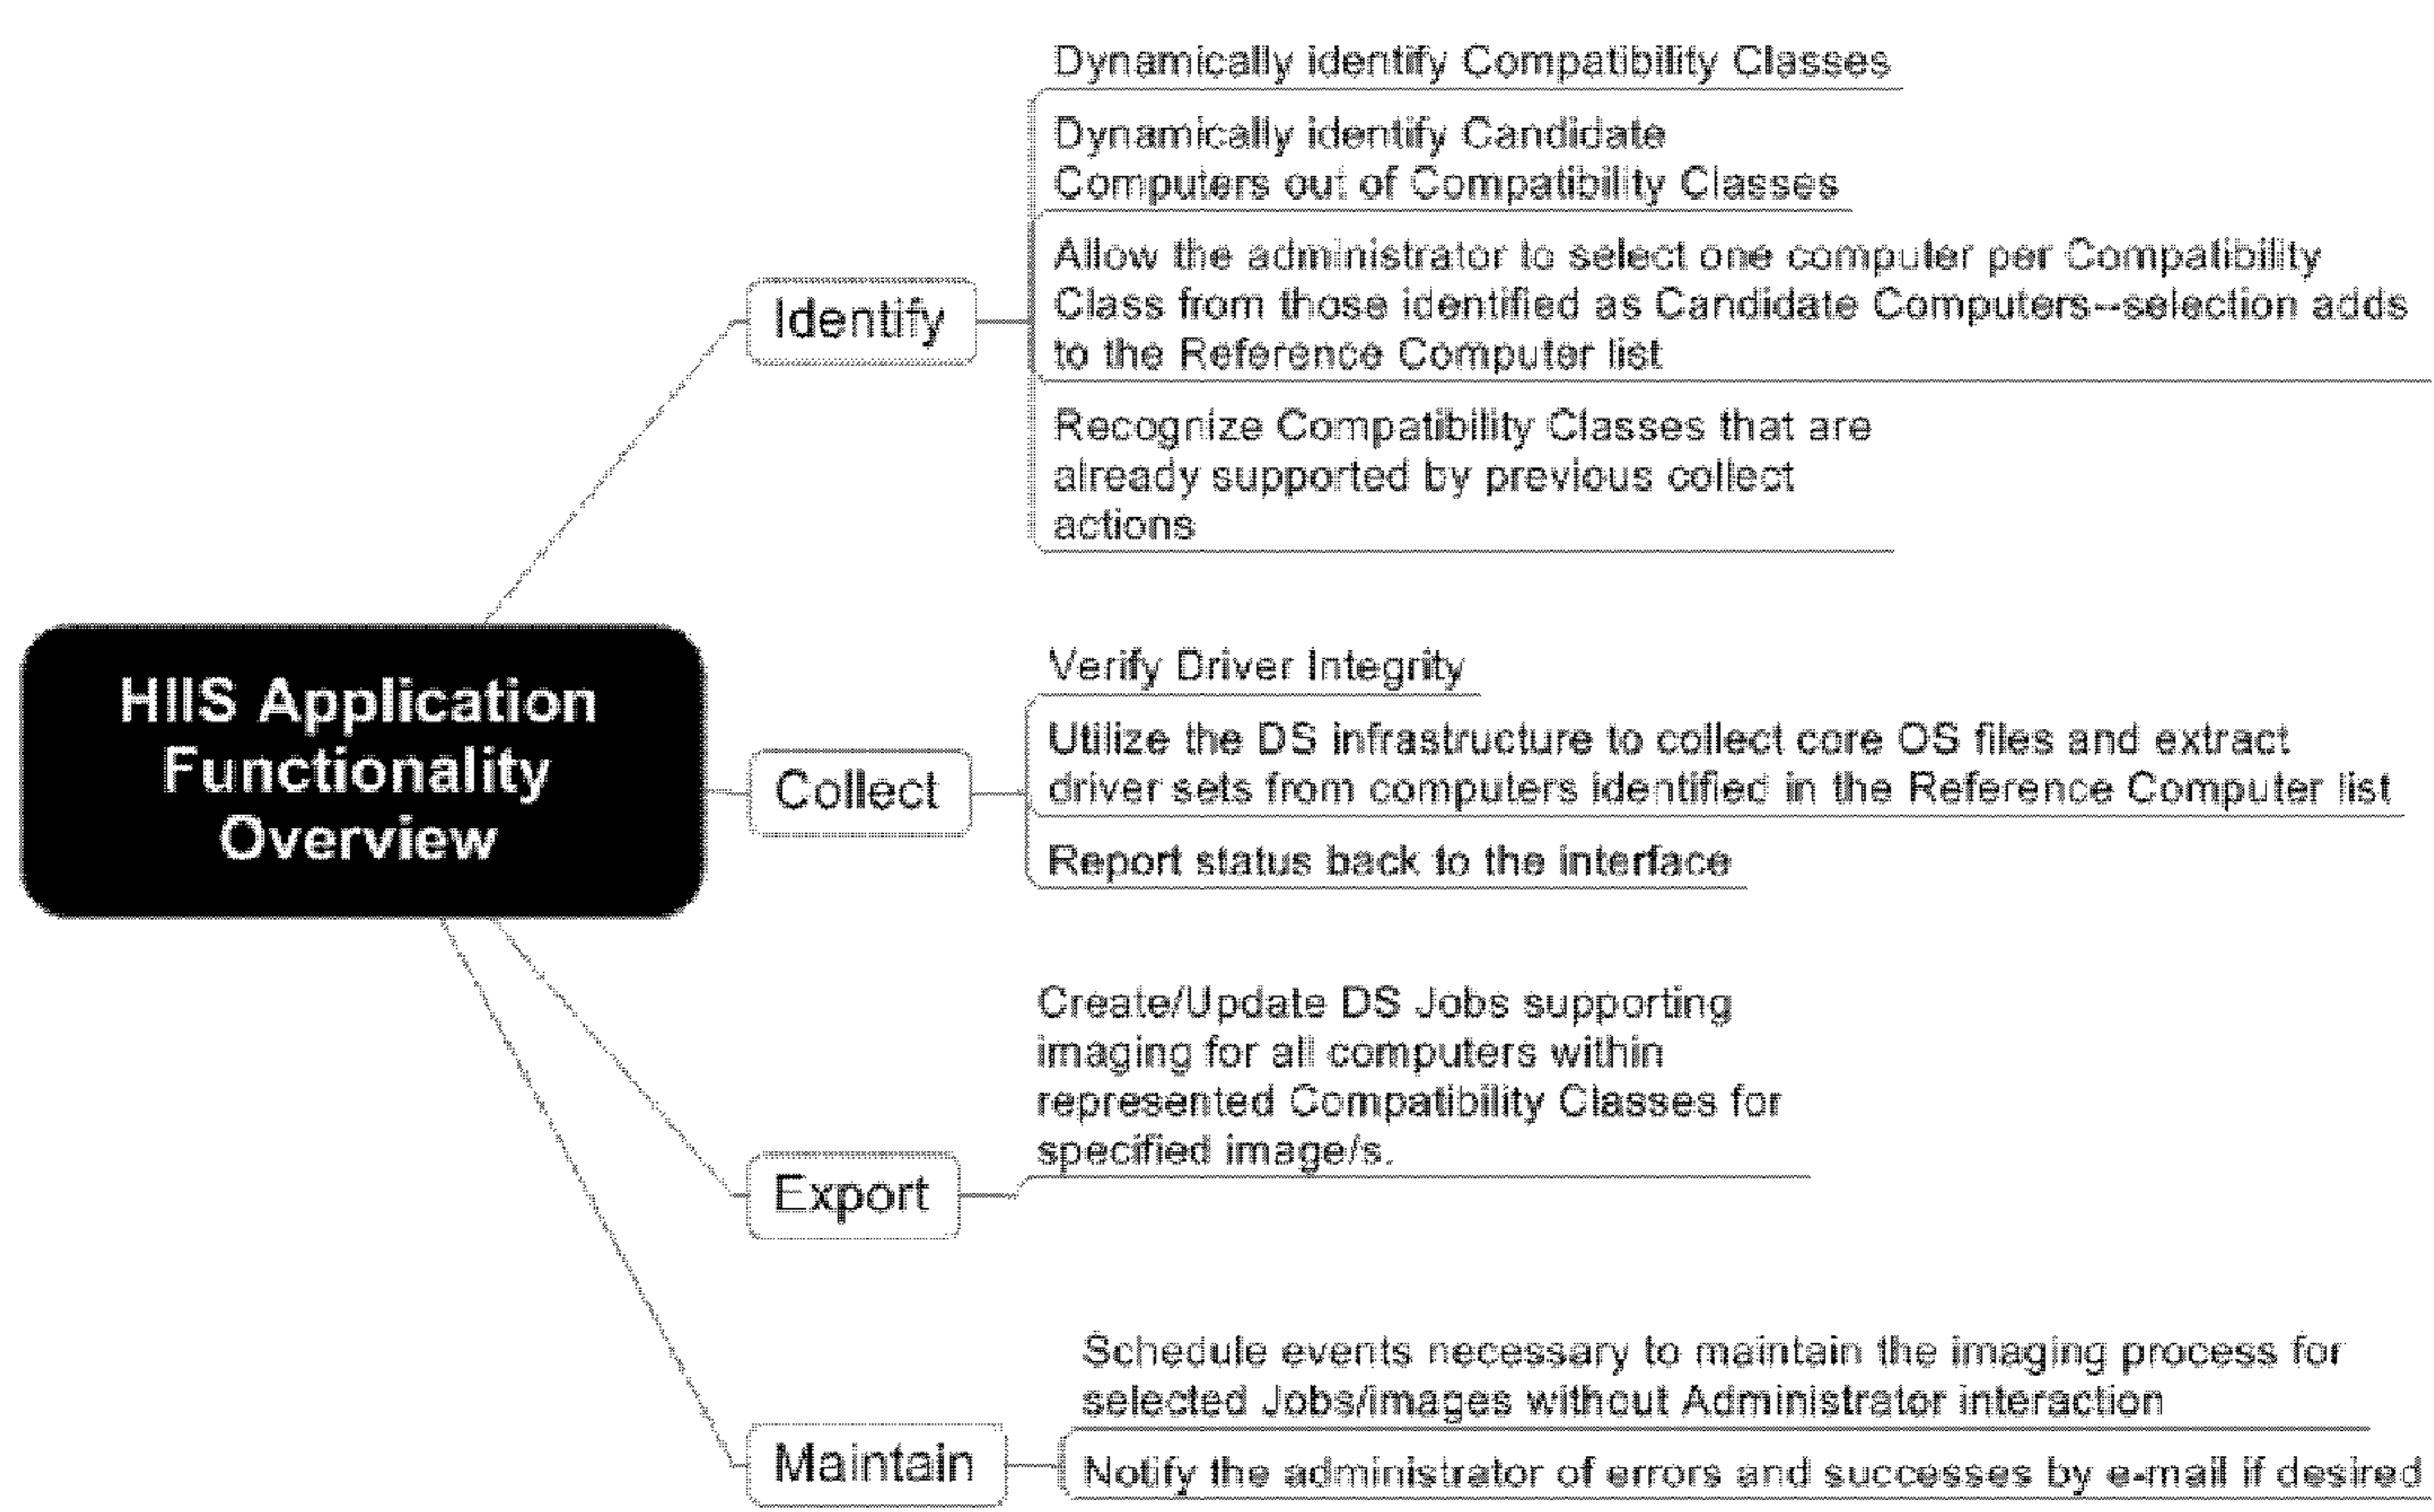 Dynamically identify Compatibility Classes
Dynamically identify Candidate
Computers out of Compatibility Classes
Allow the administrator to select one computer per Compatibility
Class from those identified as Candidate Computers--selection adds
to the Reference Computer list
Recognize Compatibility Classes that are
already supported by previous collect
actions
Identify
HIIS Application
Functionality
Overview
Verify Driver Integrity
Utilize the DS infrastructure to collect core OS files and extract
driver sets from computers identified in the Reference Computer list
Report status back to the interface
Collect
Create/Update DS Jobs supporting
imaging for all computers within
represented Compatibility Classes for
specified image/s.
Export
Schedule events necessary to maintain the imaging process for
selected Jobs/Images without Administrator interaction
Notify the administrator of errors and successes by e-mail if desired
Maintain